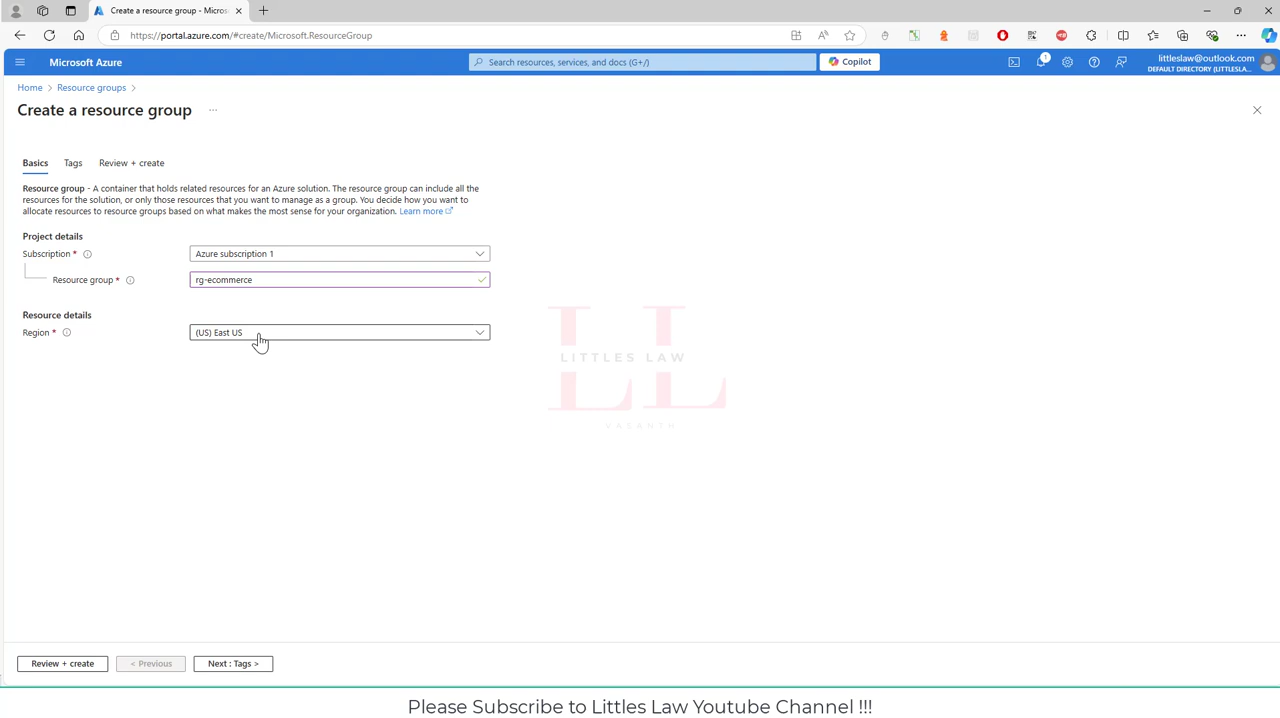 Create a resource group - Micros
https://portal.azure.com/#create/Microsoft.ResourceGroup
Microsoft Azure
Search resources, services, and docs (G+/)
Copilot
1
littleslaw@outlook.com
DEFAULT DIRECTORY (LITTLESLA...
Home > Resource groups >
Create a resource group ...
Basics Tags Review + create
Resource group - A container that holds related resources for an Azure solution. The resource group can include all the
resources for the solution, or only those resources that you want to manage as a group. You decide how you want to
allocate resources to resource groups based on what makes the most sense for your organization. Learn more
Project details
Subscription * Azure subscription 1
Resource group * rg-ecommerce
Resource details
Region * (US) East US
LITTLES LAW
LL
VASANTH
Review + create < Previous Next : Tags >
Please Subscribe to Littles Law Youtube Channel !!!